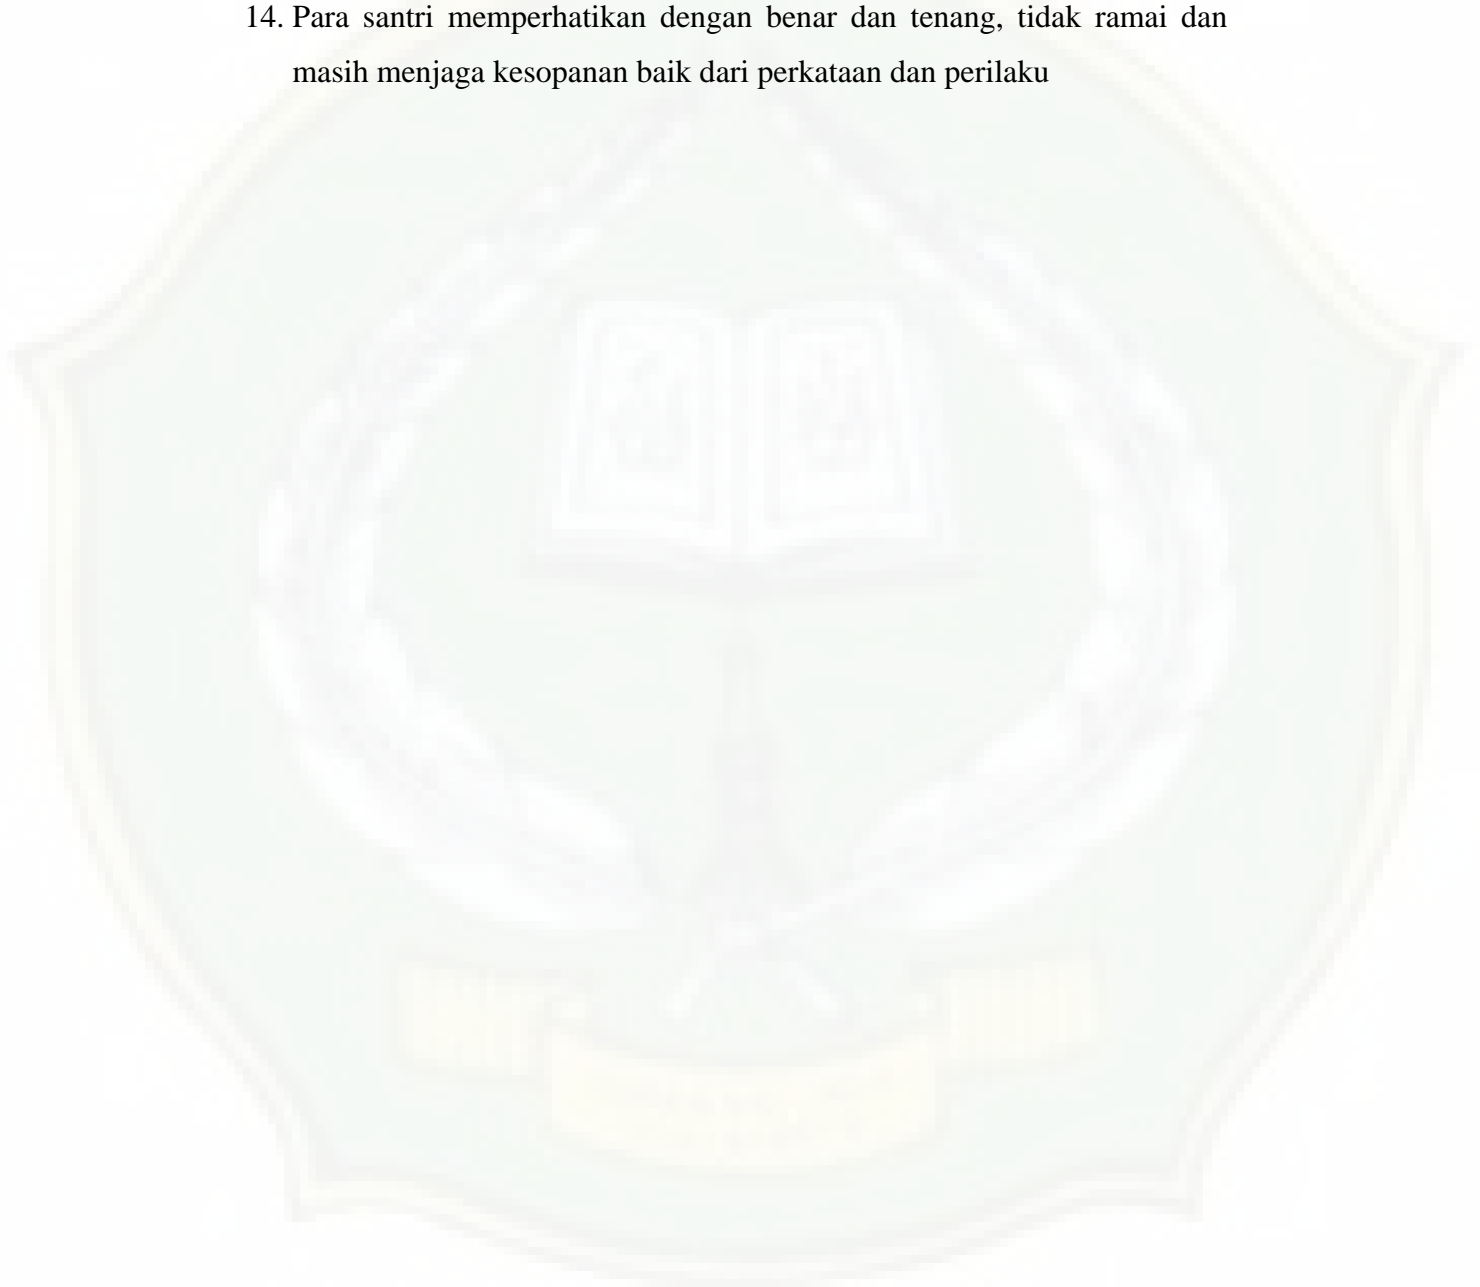 14. Para santri memperhatikan dengan benar dan tenang, tidak ramai dan
masih menjaga kesopanan baik dari perkataan dan perilaku